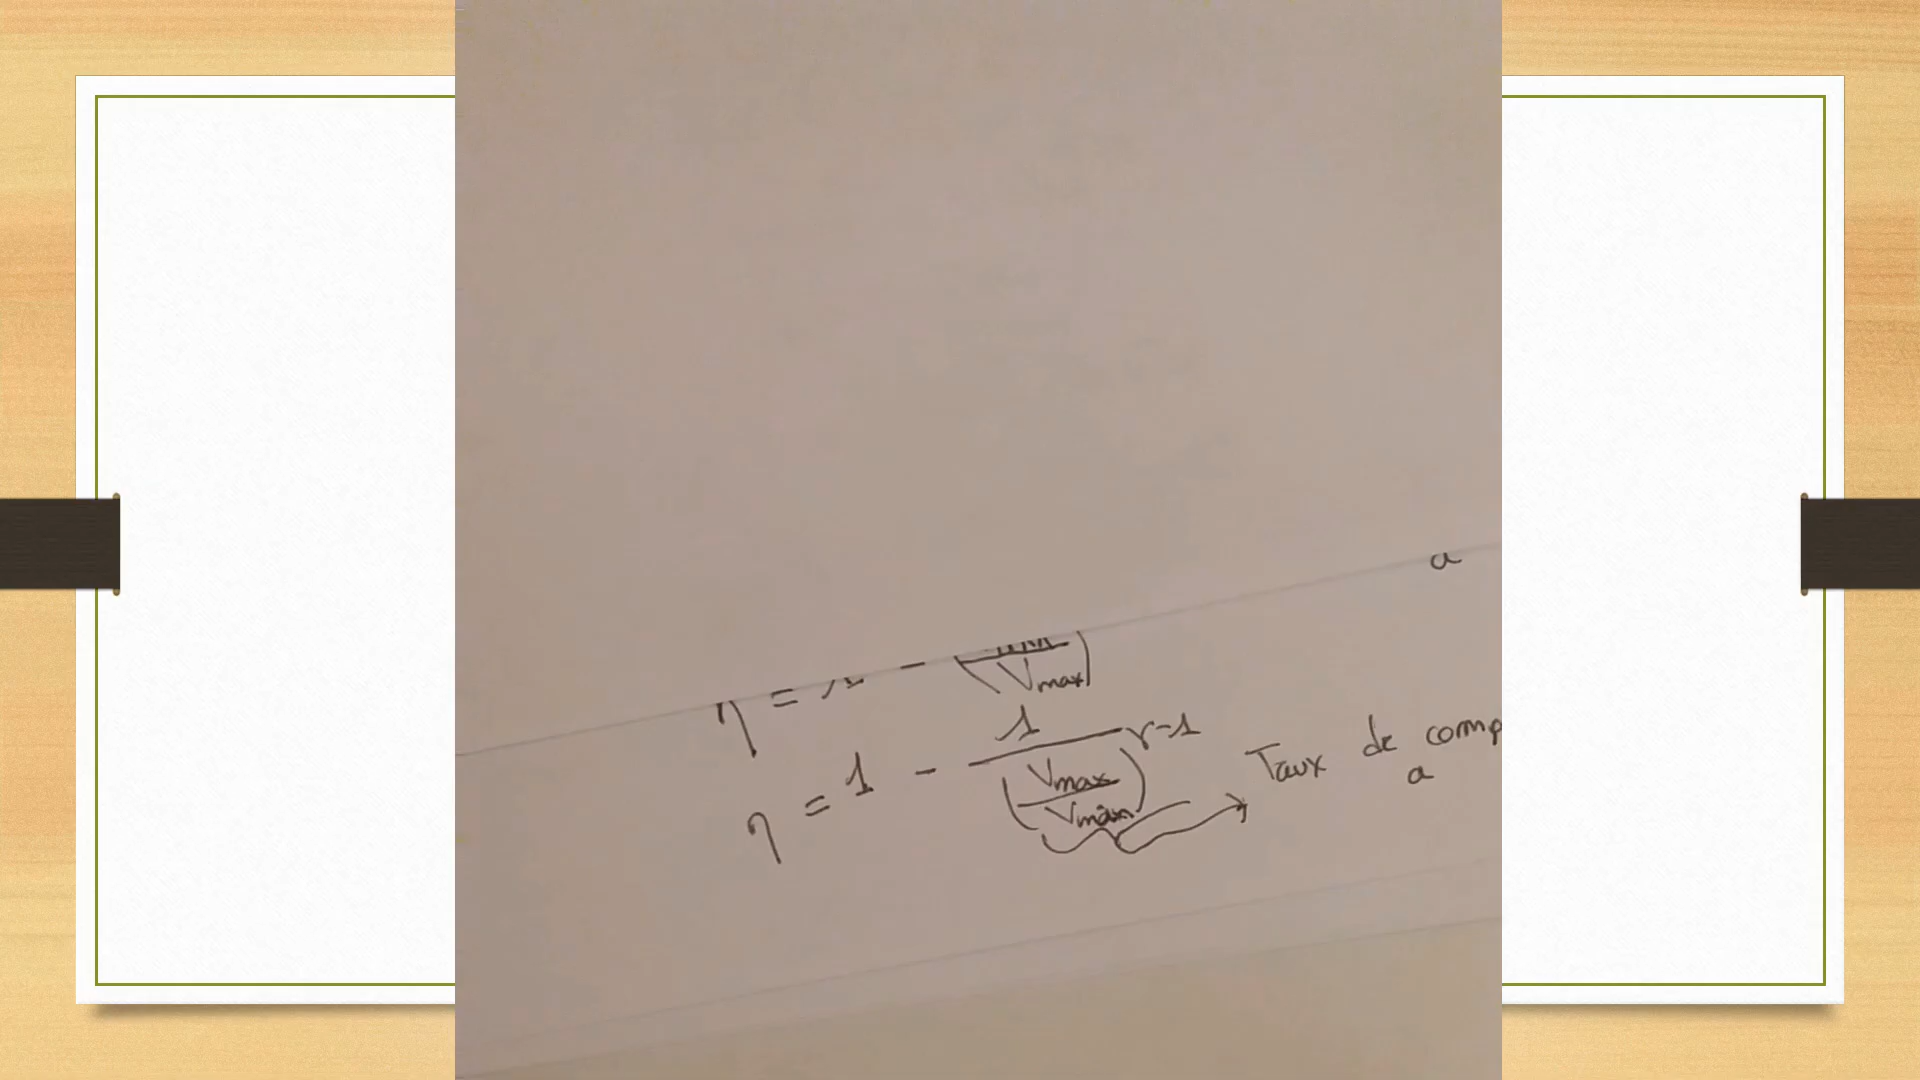 a
η = 1 - (    / Vmax)
η = 1 - 1 / (Vmax / Vmin)^γ-1
Taux de comp
a